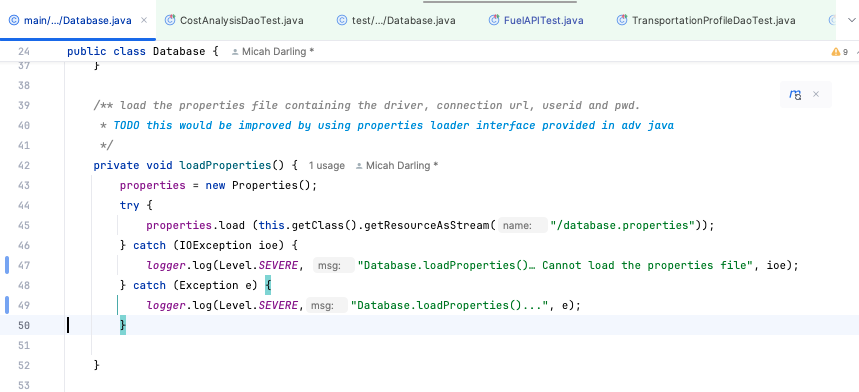 main/.../Database.java × CostAnalysisDaoTest.java test/.../Database.java FuelAPITest.java TransportationProfileDaoTest.java
24 public class Database { Micah Darling * 9
37 }
38
39 /** load the properties file containing the driver, connection url, userid and pwd.
40 * TODO this would be improved by using properties loader interface provided in adv java
41 */
42 private void loadProperties() { 1 usage Micah Darling *
43 properties = new Properties();
44 try {
45 properties.load (this.getClass().getResourceAsStream( name: "/database.properties"));
46 } catch (IOException ioe) {
47 logger.log(Level.SEVERE, msg: "Database.loadProperties()… Cannot load the properties file", ioe);
48 } catch (Exception e) {
49 logger.log(Level.SEVERE, msg: "Database.loadProperties()...", e);
50 }
51
52 }
53